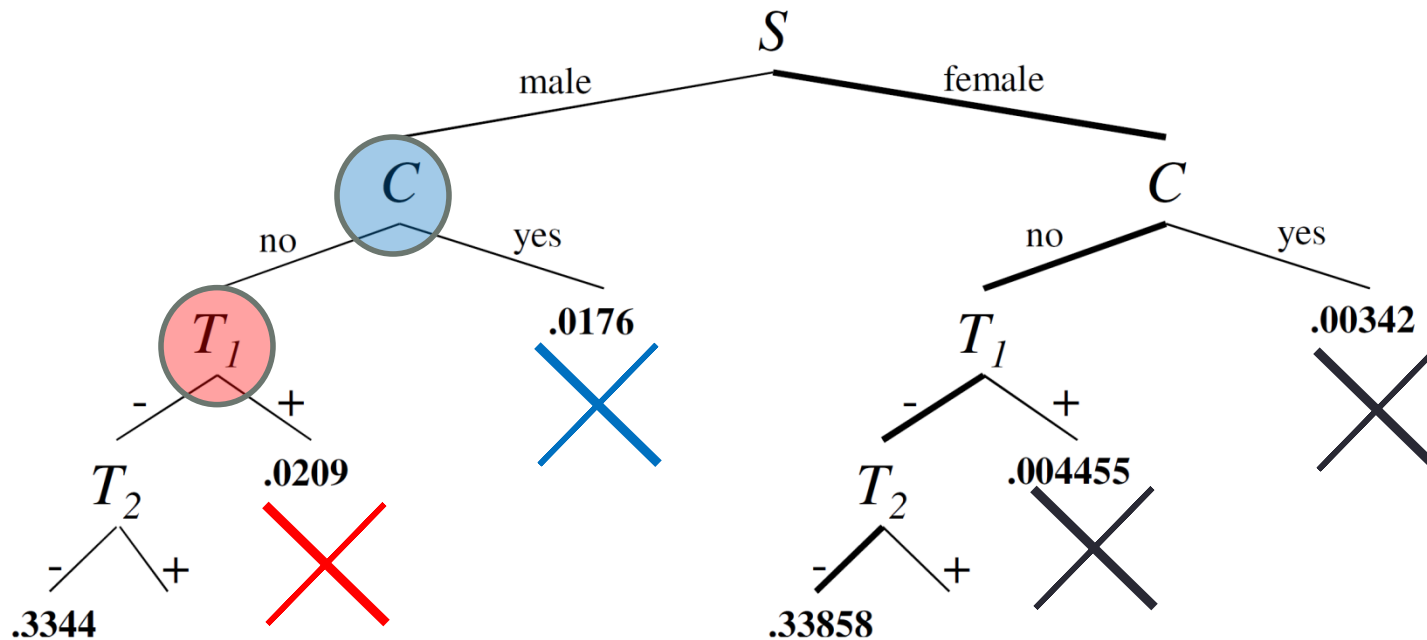 S
male female
C C
no yes no yes
T1 .0176 T1 .00342
- + - +
T2 .0209 T2 .004455
- + - +
.3344 .33858